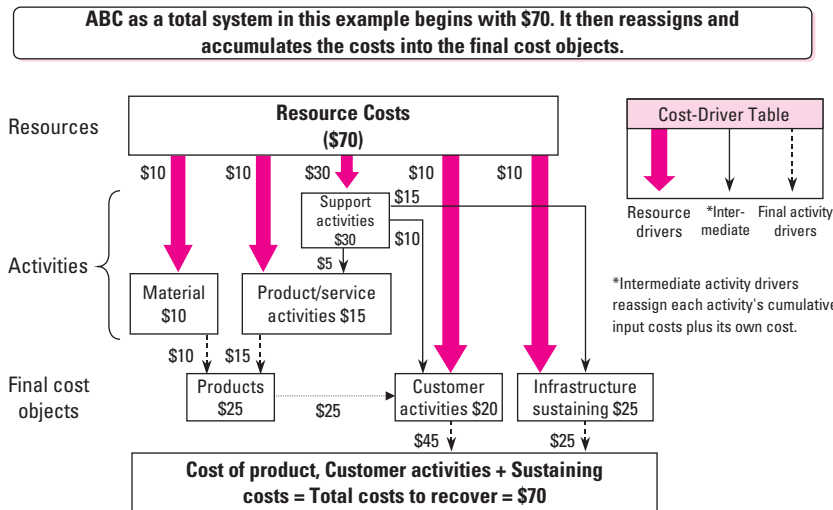 ABC as a total system in this example begins with $70. It then reassigns and
accumulates the costs into the final cost objects.
Resources
Resource Costs
($70)
Cost-Driver Table
Resource
drivers
*Inter-
mediate
Final activity
drivers
$10
$10
$30
$10
$10
Support
activities
$30
$15
$10
$5
Activities
Material
$10
Product/service
activities $15
*Intermediate activity drivers
reassign each activity's cumulative
input costs plus its own cost.
$10
$15
Final cost
objects
Products
$25
$25
Customer
activities $20
Infrastructure
sustaining $25
$45
$25
Cost of product, Customer activities + Sustaining
costs = Total costs to recover = $70